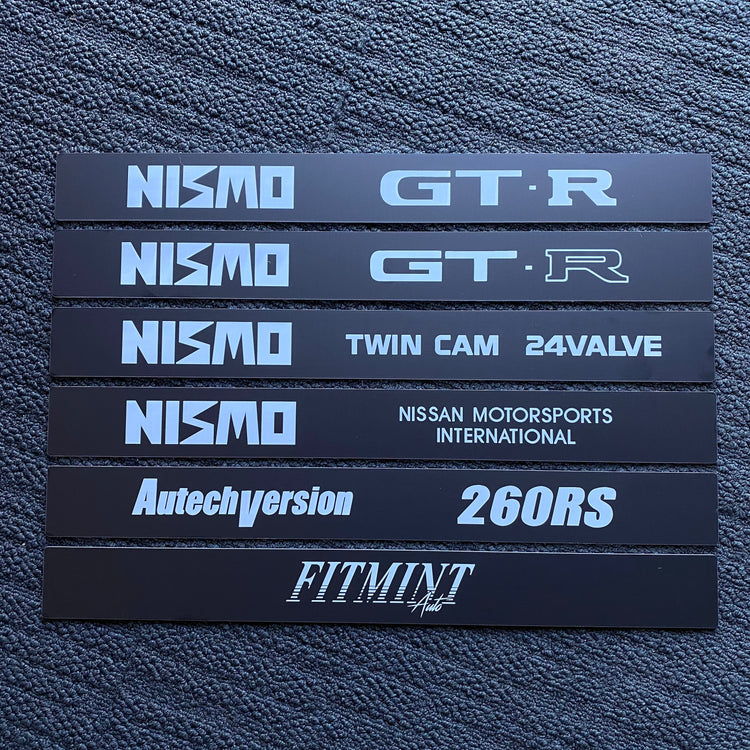 NISMO GT-R
NISMO GT-R
NISMO TWIN CAM 24VALVE
NISMO NISSAN MOTORSPORTS
INTERNATIONAL
AutechVersion 260RS
FITMINT
Auto